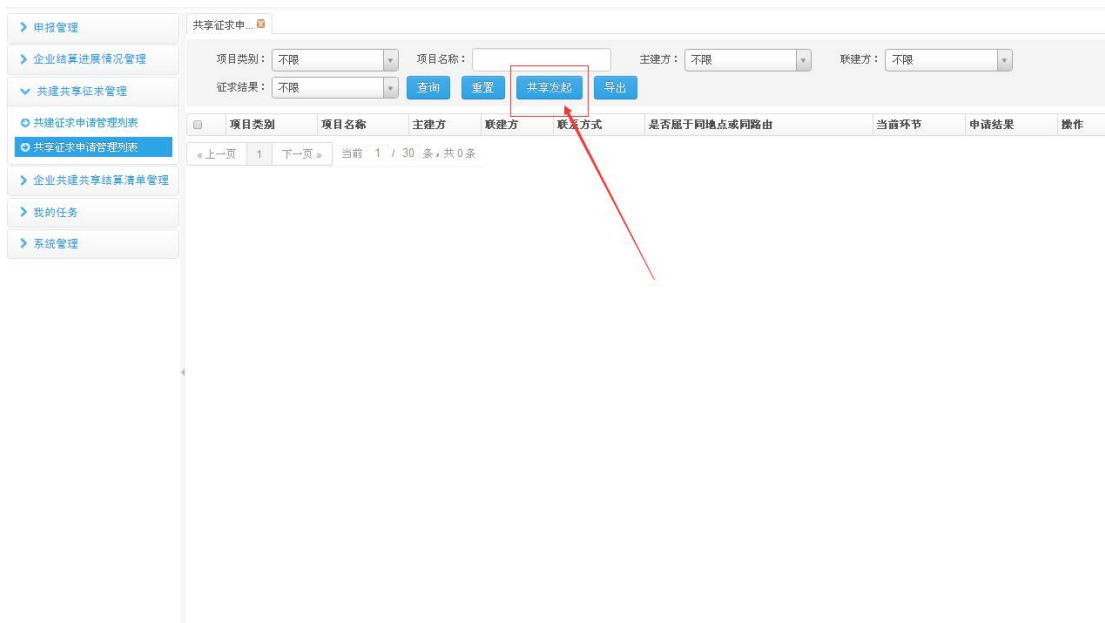 申报管理
企业结算进展情况管理
共建共享征求管理
共建征求申请管理列表
共享征求申请管理列表
企业共建共享结算清单管理
我的任务
系统管理
共享征求申...
项目类别： 不限 项目名称： 主建方： 不限 联建方： 不限
征求结果： 不限 查询 重置 共享发起 导出
项目类别 项目名称 主建方 联建方 联系方式 是否属于同地点或同路由 当前环节 申请结果 操作
«上一页 1 下一页» 当前 1 / 30 条，共0条